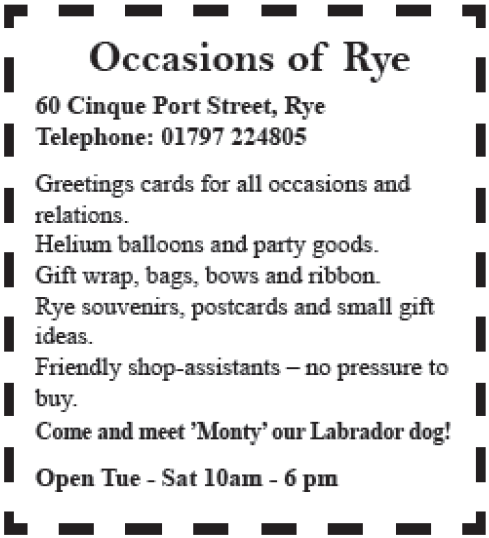 Occasions of Rye
60 Cinque Port Street, Rye
Telephone: 01797 224805
Greetings cards for all occasions and
relations.
Helium balloons and party goods.
Gift wrap, bags, bows and ribbon.
Rye souvenirs, postcards and small gift
ideas.
Friendly shop-assistants – no pressure to
buy.
Come and meet ’Monty’ our Labrador dog!
Open Tue - Sat 10am - 6 pm